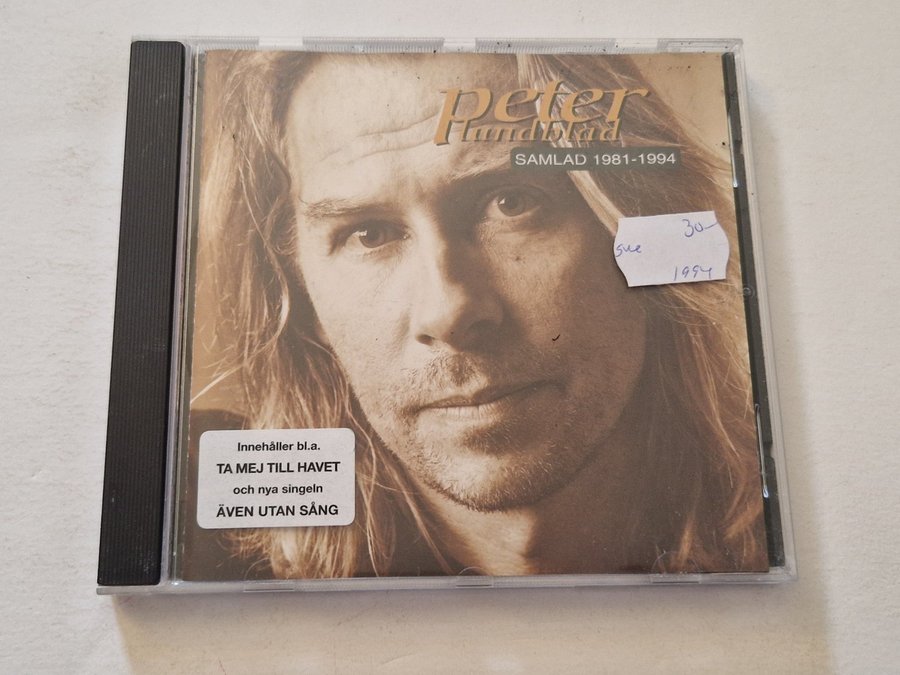 peter
lundblad
SAMLAD 1981-1994
30-
sve
1994
Innehåller bl.a.
TA MEJ TILL HAVET
och nya singeln
ÄVEN UTAN SÅNG